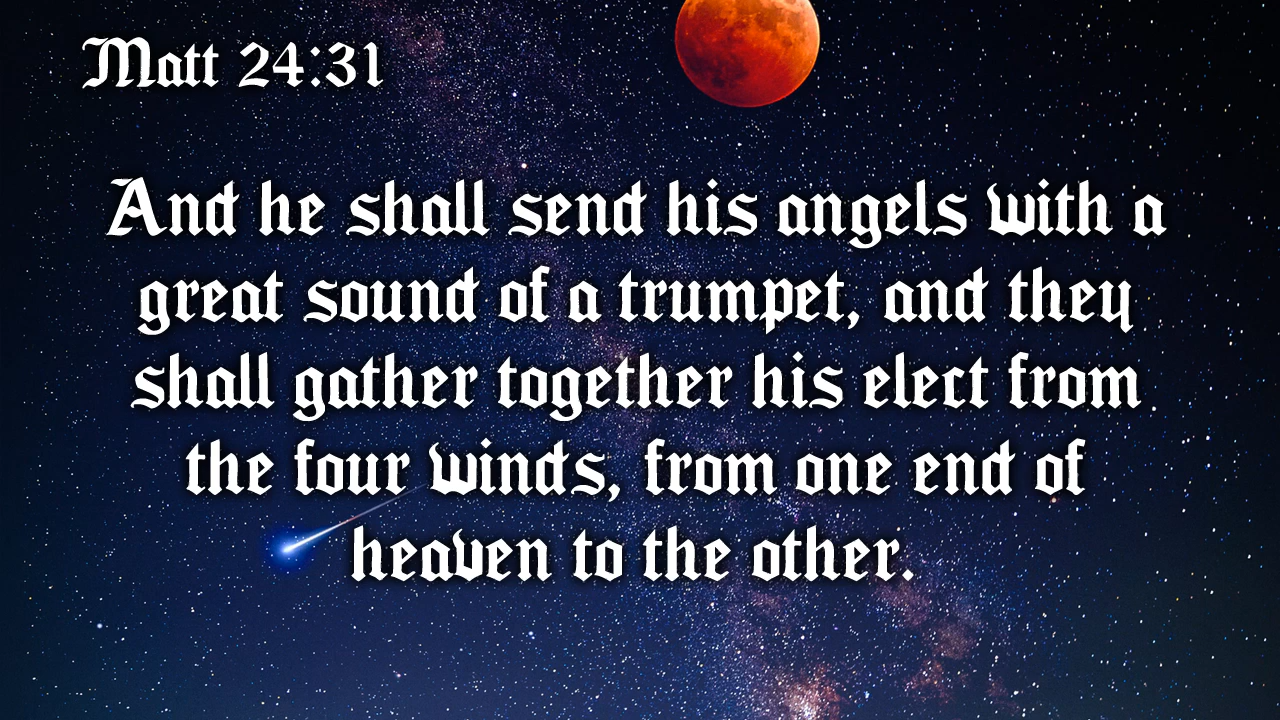 Matt 24:31
And he shall send his angels with a
great sound of a trumpet, and they
shall gather together his elect from
the four winds, from one end of
heaven to the other.